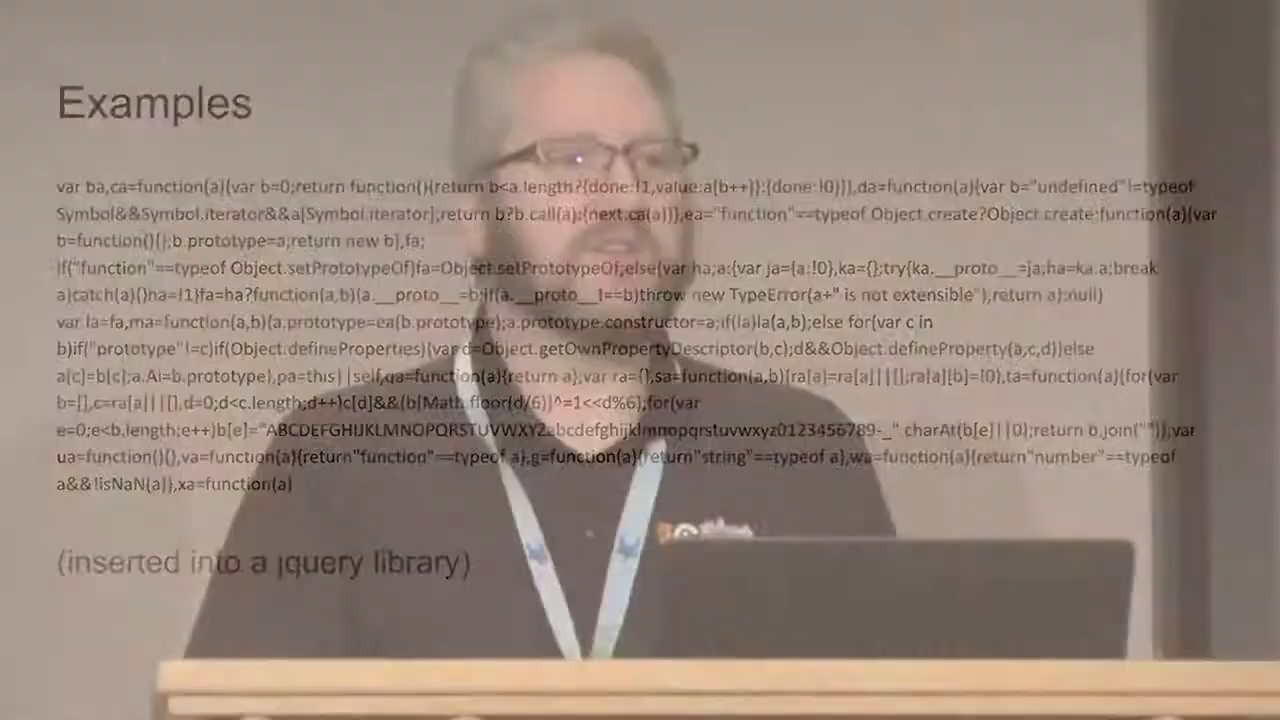 Examples
var ba,ca=function(a){var b=0;return function(){return b<a.length?{done:!1,value:a[b++]}:{done:!0}}},da=function(a){var b="undefined"!=typeof
Symbol&&Symbol.iterator&&a[Symbol.iterator];return b?b.call(a):{next:ca(a)}},ea="function"==typeof Object.create?Object.create:function(a){var
b=function(){};b.prototype=a;return new b},fa;
if("function"==typeof Object.setPrototypeOf)fa=Object.setPrototypeOf;else{var ha;a:{var ja={a:!0},ka={};try{ka.__proto__=ja;ha=ka.a;break
a}catch(a){}ha=!1}fa=ha?function(a,b){a.__proto__=b;if(a.__proto__!==b)throw new TypeError(a+" is not extensible");return a}:null}
var la=fa,ma=function(a,b){a.prototype=ea(b.prototype);a.prototype.constructor=a;if(la)la(a,b);else for(var c in
b)if("prototype"!=c)if(Object.defineProperties){var d=Object.getOwnPropertyDescriptor(b,c);d&&Object.defineProperty(a,c,d)}else
a[c]=b[c];a.Ai=b.prototype},pa=this||self,qa=function(a){return a};var ra={},sa=function(a,b){ra[a]=ra[a]||[];ra[a][b]=!0},ta=function(a){for(var
b=[],c=ra[a]||[],d=0;d<c.length;d++)c[d]&&(b[Math.floor(d/6)]^=1<<d%6);for(var
e=0;e<b.length;e++)b[e]="ABCDEFGHIJKLMNOPQRSTUVWXYZabcdefghijklmnopqrstuvwxyz0123456789-_".charAt(b[e]||0);return b.join("")};var
ua=function(){},va=function(a){return"function"==typeof a},g=function(a){return"string"==typeof a},wa=function(a){return"number"==typeof
a&&!isNaN(a)},xa=function(a)
(inserted into a jquery library)